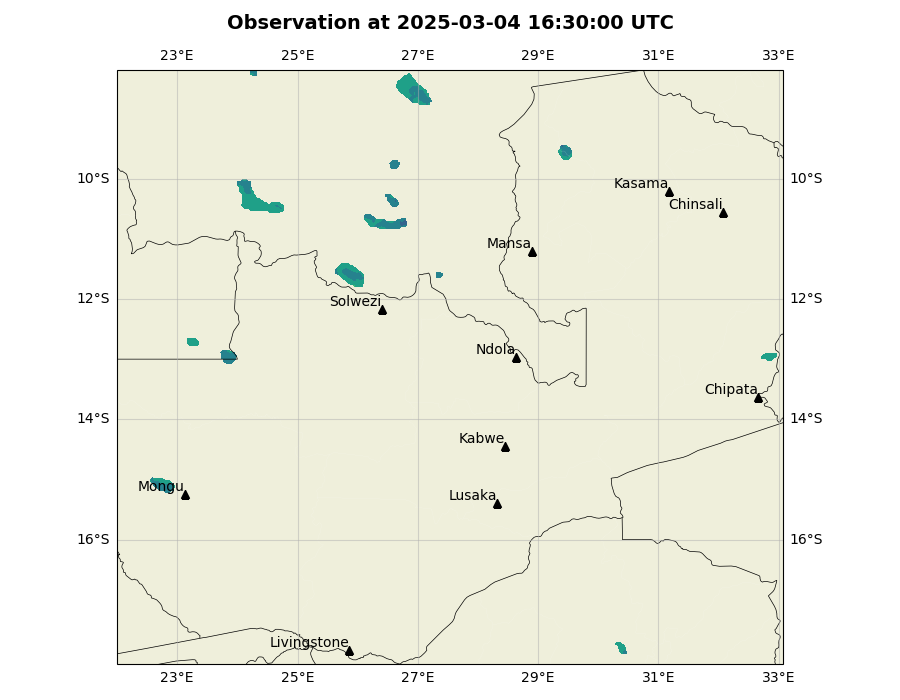 Observation at 2025-03-04 16:30:00 UTC
23°E 25°E 27°E 29°E 31°E 33°E
10°S 10°S
Kasama
Chinsali
Mansa
12°S 12°S
Solwezi
Ndola
Chipata
14°S 14°S
Kabwe
Mongu
Lusaka
16°S 16°S
Livingstone
23°E 25°E 27°E 29°E 31°E 33°E